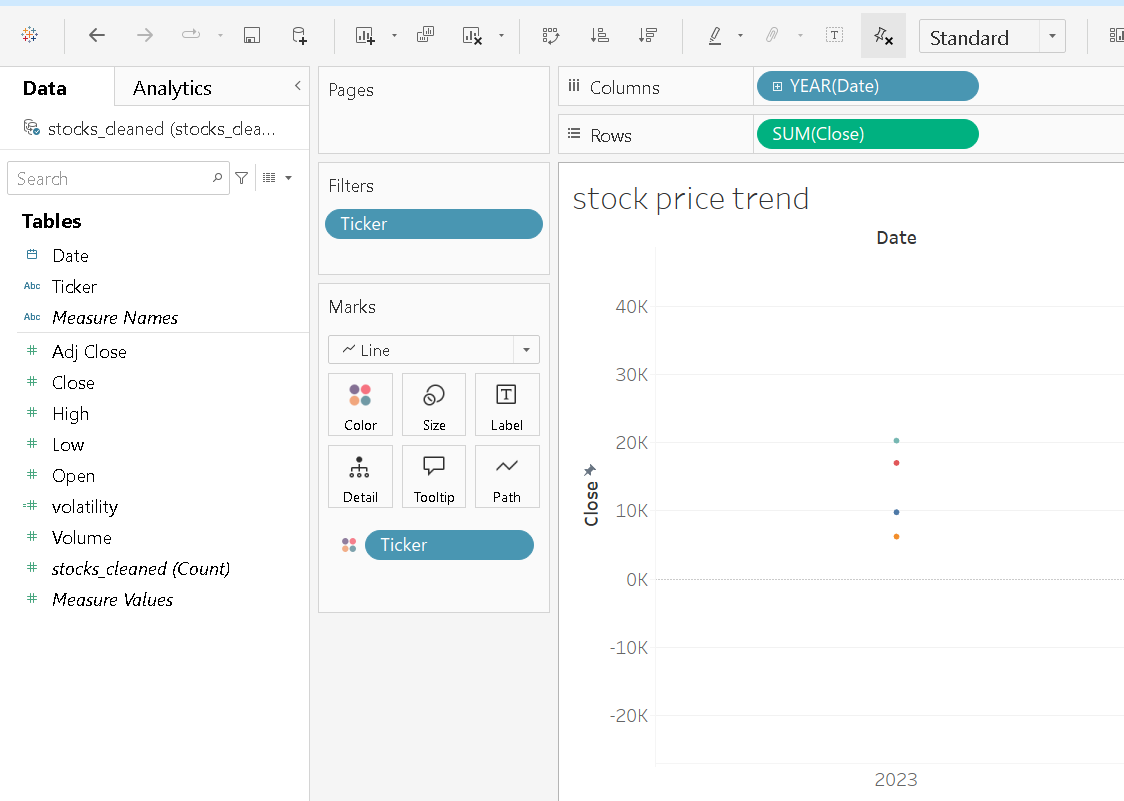 Standard
Data
Analytics
stocks_cleaned (stocks_clea...
Search
Tables
Date
Abc Ticker
Abc Measure Names
Adj Close
Close
High
Low
Open
volatility
Volume
stocks_cleaned (Count)
Measure Values
Pages
Filters
Ticker
Marks
Line
Color
Size
Label
Detail
Tooltip
Path
Ticker
Columns
YEAR(Date)
Rows
SUM(Close)
stock price trend
Date
40K
30K
20K
10K
0K
-10K
-20K
Close
2023